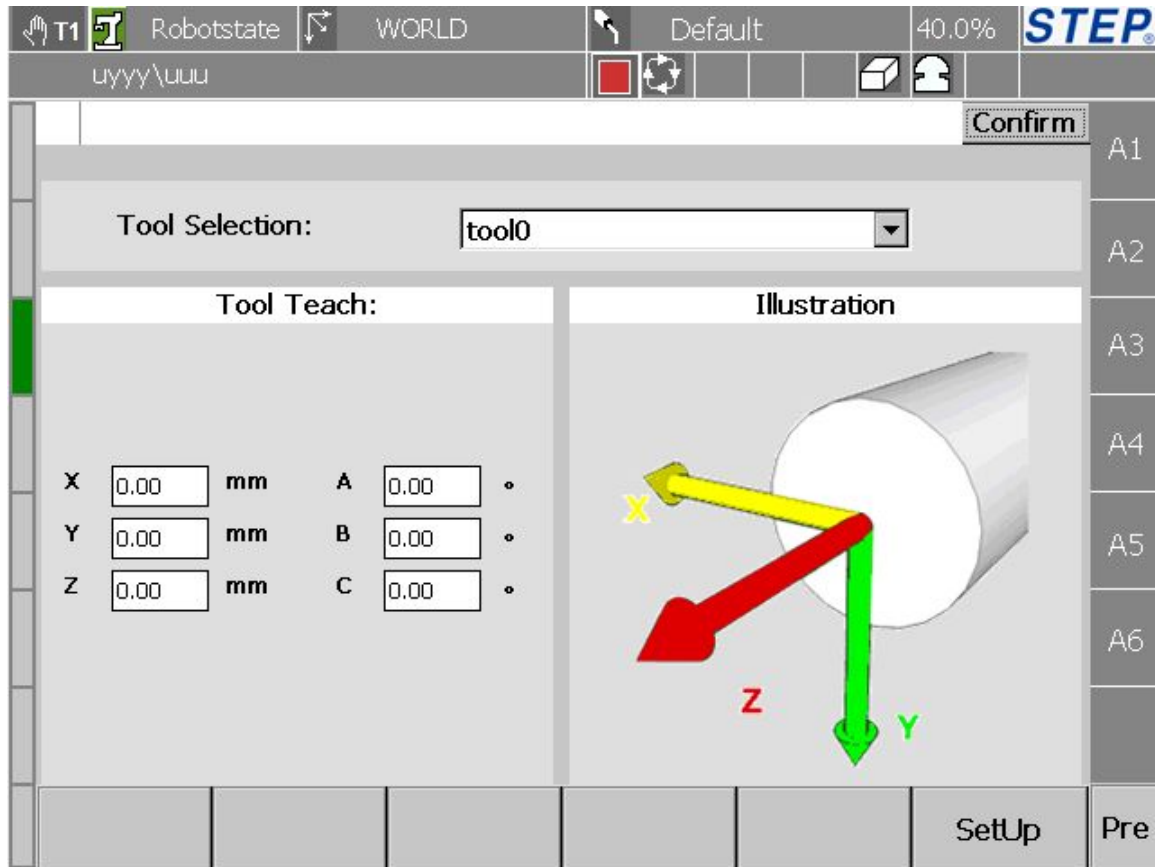 T1 Robotstate WORLD Default 40.0% STEP®
uyyy\uuu
Confirm
A1
Tool Selection: tool0
A2
Tool Teach: Illustration
A3
A4
X 0.00 mm A 0.00 °
X
Y 0.00 mm B 0.00 °
A5
Z 0.00 mm C 0.00 °
A6
Z
Y
SetUp Pre